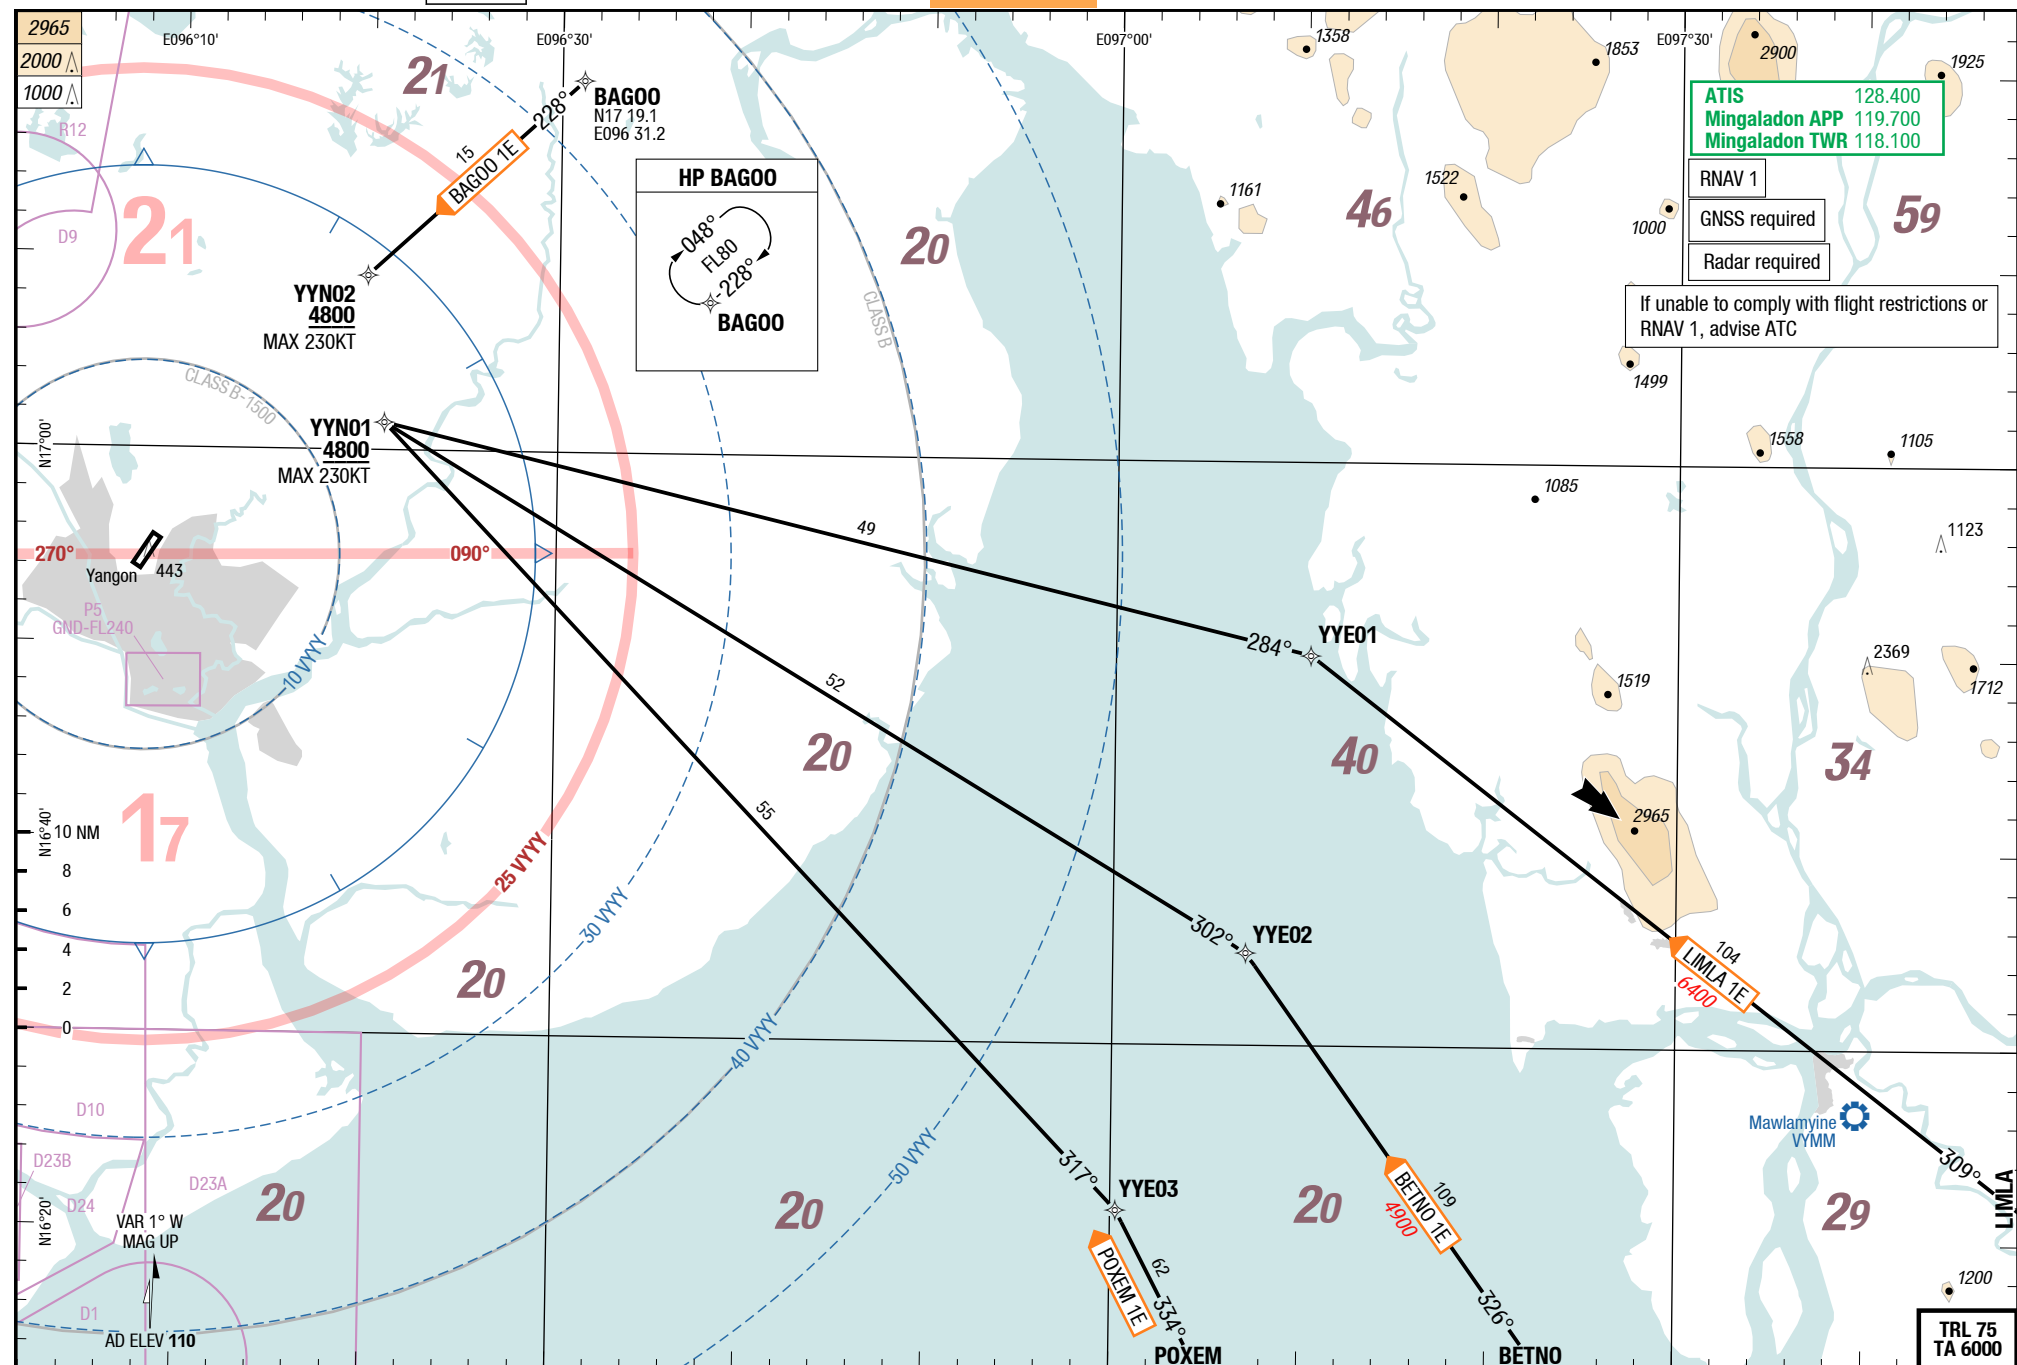 2965
2000
1000
E096°10'
E096°30'
E097°00'
E097°30'
21
1358
1853
2900
1925
R12
228°
BAGOO
N17 19.1
E096 31.2
15
BAGOO 1E
ATIS 128.400
Mingaladon APP 119.700
Mingaladon TWR 118.100
HP BAGOO
048°
FL80
228°
BAGOO
RNAV 1
GNSS required
Radar required
If unable to comply with flight restrictions or
RNAV 1, advise ATC
21
D9
20
1161
46
1522
1000
59
YYN02
4800
MAX 230KT
CLASS B
1499
CLASS B-1500
YYN01
4800
MAX 230KT
N17°00'
1558
1105
1085
49
1123
270°
090°
Yangon
443
P5
GND-FL240
10 VYYY
284°
YYE01
2369
1519
1712
52
20
40
34
55
2965
17
N16°40'
10 NM
8
6
4
2
0
25 VYYY
30 VYYY
40 VYYY
50 VYYY
20
302°
YYE02
104
LIMLA 1E
6400
D10
Mawlamyine
VYMM
D23B
D24
D23A
20
317°
YYE03
20
109
BETNO 1E
4900
20
309°
LIMLA
29
N16°20'
VAR 1° W
MAG UP
D1
AD ELEV 110
62
POXEM 1E
334°
POXEM
326°
BETNO
1200
TRL 75
TA 6000